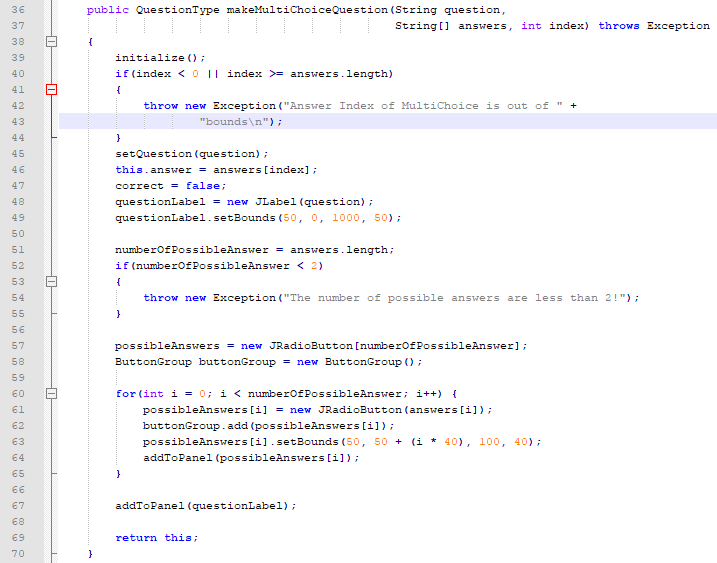 36 public QuestionType makeMultiChoiceQuestion(String question,
37 String[] answers, int index) throws Exception
38 {
39 initialize();
40 if(index < 0 || index >= answers.length)
41 {
42 throw new Exception("Answer Index of MultiChoice is out of " +
43 "bounds\n");
44 }
45 setQuestion(question);
46 this.answer = answers[index];
47 correct = false;
48 questionLabel = new JLabel(question);
49 questionLabel.setBounds(50, 0, 1000, 50);
50
51 numberOfPossibleAnswer = answers.length;
52 if(numberOfPossibleAnswer < 2)
53 {
54 throw new Exception("The number of possible answers are less than 2!");
55 }
56
57 possibleAnswers = new JRadioButton[numberOfPossibleAnswer];
58 ButtonGroup buttonGroup = new ButtonGroup();
59
60 for(int i = 0; i < numberOfPossibleAnswer; i++) {
61 possibleAnswers[i] = new JRadioButton(answers[i]);
62 buttonGroup.add(possibleAnswers[i]);
63 possibleAnswers[i].setBounds(50, 50 + (i * 40), 100, 40);
64 addToPanel(possibleAnswers[i]);
65 }
66
67 addToPanel(questionLabel);
68
69 return this;
70 }